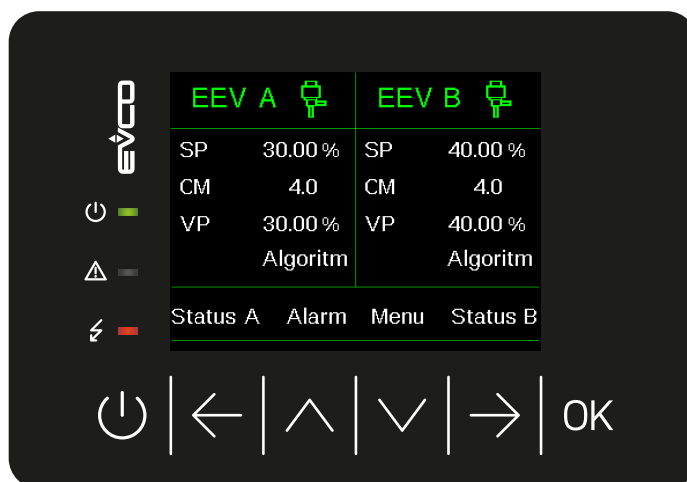 EVCO
EEV A EEV B
SP 30.00 % SP 40.00 %
CM 4.0 CM 4.0
VP 30.00 % VP 40.00 %
Algoritm Algoritm
Status A Alarm Menu Status B
OK